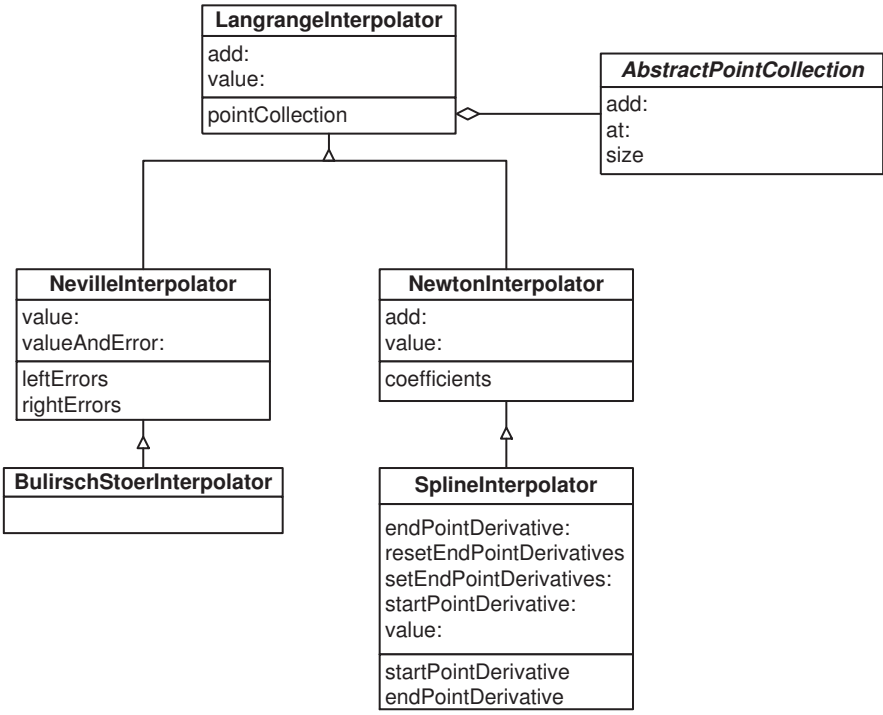 LangrangeInterpolator
add:
value:
pointCollection
AbstractPointCollection
add:
at:
size
NevilleInterpolator
value:
valueAndError:
leftErrors
rightErrors
NewtonInterpolator
add:
value:
coefficients
BulirschStoerInterpolator
SplineInterpolator
endPointDerivative:
resetEndPointDerivatives
setEndPointDerivatives:
startPointDerivative:
value:
startPointDerivative
endPointDerivative